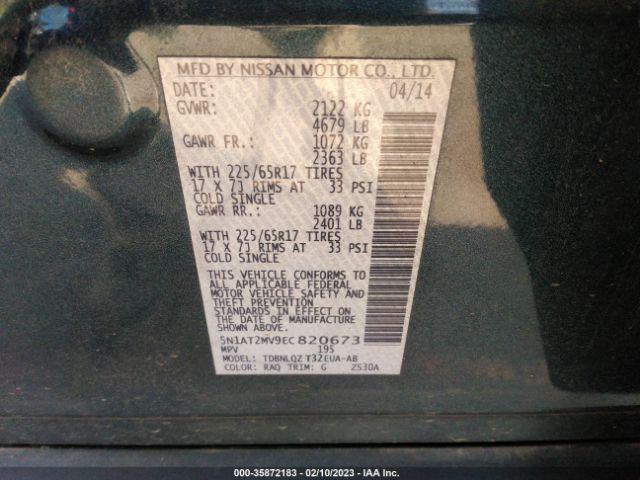 MFD BY NISSAN MOTOR CO., LTD.
DATE: 04/14
GVWR: 2122 KG
4679 LB
GAWR FR.: 1072 KG
2363 LB
WITH 225/65R17 TIRES
17 X 7J RIMS AT 33 PSI
COLD SINGLE
GAWR RR.: 1089 KG
2401 LB
WITH 225/65R17 TIRES
17 X 7J RIMS AT 33 PSI
COLD SINGLE
THIS VEHICLE CONFORMS TO
ALL APPLICABLE FEDERAL
MOTOR VEHICLE SAFETY AND
THEFT PREVENTION
STANDARDS IN EFFECT ON
THE DATE OF MANUFACTURE
SHOWN ABOVE.
5N1AT2MV9EC820673
MPV 195
MODEL: TDBNLQZ T32EUA-AB
COLOR: RAQ TRIM: G 2S30A
000-35872183 - 02/10/2023 - IAA Inc.